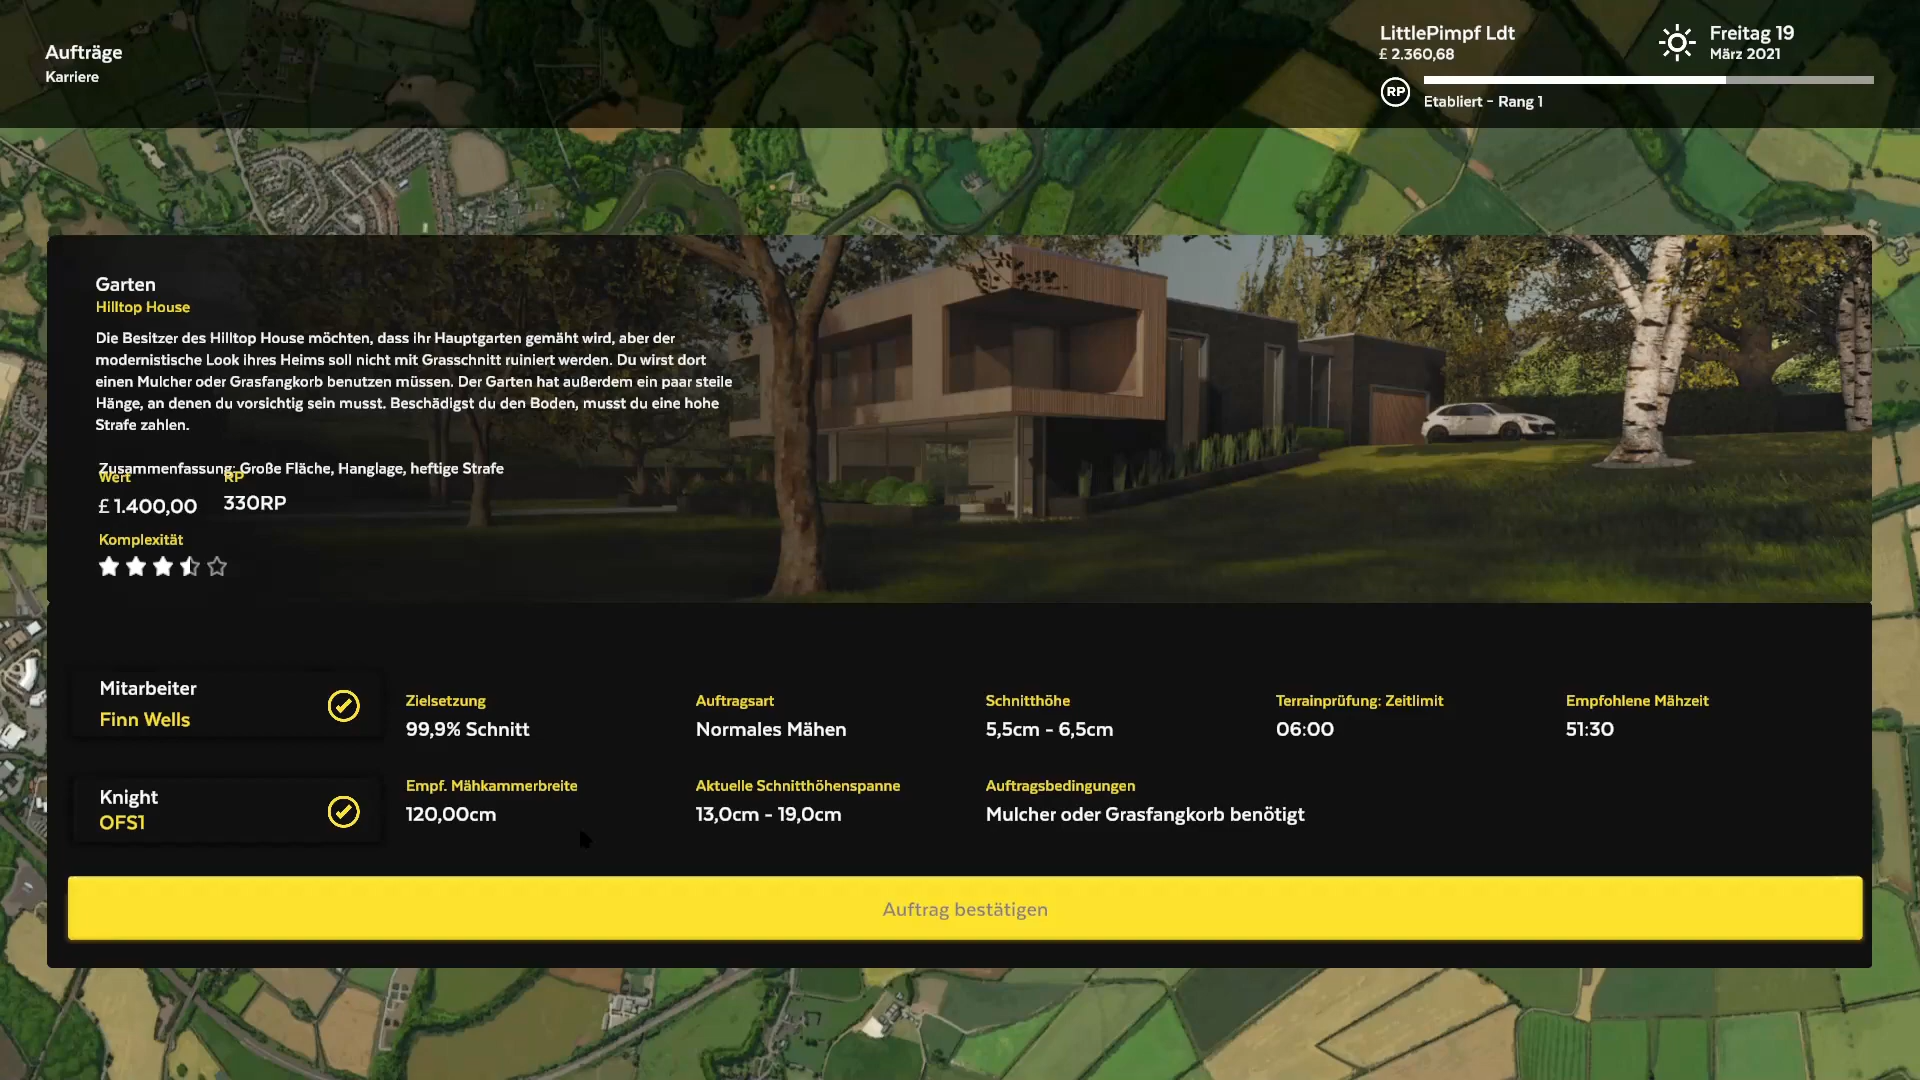 Aufträge
Karriere
LittlePimpf Ldt
£ 2.360,68
Freitag 19
März 2021
RP
Etabliert - Rang 1
Garten
Hilltop House
Die Besitzer des Hilltop House möchten, dass ihr Hauptgarten gemäht wird, aber der
modernistische Look ihres Heims soll nicht mit Grasschnitt ruiniert werden. Du wirst dort
einen Mulcher oder Grasfangkorb benutzen müssen. Der Garten hat außerdem ein paar steile
Hänge, an denen du vorsichtig sein musst. Beschädigst du den Boden, musst du eine hohe
Strafe zahlen.
Zusammenfassung: Große Fläche, Hanglage, heftige Strafe
Wert
RP
£ 1.400,00
330RP
Komplexität
Mitarbeiter
Finn Wells
Zielsetzung
99,9% Schnitt
Auftragsart
Normales Mähen
Schnitthöhe
5,5cm - 6,5cm
Terrainprüfung: Zeitlimit
06:00
Empfohlene Mähzeit
51:30
Knight
OFS1
Empf. Mähkammerbreite
120,00cm
Aktuelle Schnitthöhenspanne
13,0cm - 19,0cm
Auftragsbedingungen
Mulcher oder Grasfangkorb benötigt
Auftrag bestätigen